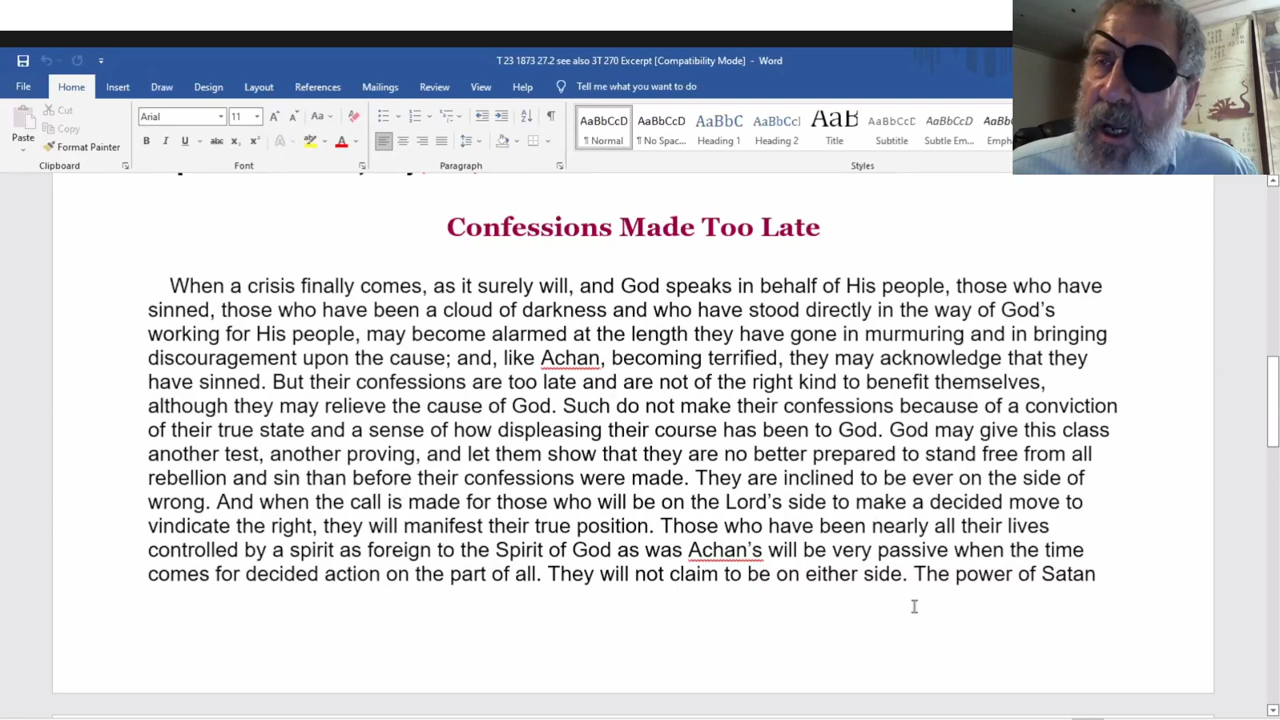 T 23 1873 27.2 see also 3T 270 Excerpt [Compatibility Mode] - Word
File Home Insert Draw Design Layout References Mailings Review View Help Tell me what you want to do
Paste
Cut
Copy
Format Painter
Arial 11
AaBbCcD AaBbCcD AaBbC AaBbCcI AaB AaBbCcD AaBbCcD AaBb
¶ Normal ¶ No Spac... Heading 1 Heading 2 Title Subtitle Subtle Em... Emph
Clipboard Font Paragraph Styles
Confessions Made Too Late
When a crisis finally comes, as it surely will, and God speaks in behalf of His people, those who have
sinned, those who have been a cloud of darkness and who have stood directly in the way of God’s
working for His people, may become alarmed at the length they have gone in murmuring and in bringing
discouragement upon the cause; and, like Achan, becoming terrified, they may acknowledge that they
have sinned. But their confessions are too late and are not of the right kind to benefit themselves,
although they may relieve the cause of God. Such do not make their confessions because of a conviction
of their true state and a sense of how displeasing their course has been to God. God may give this class
another test, another proving, and let them show that they are no better prepared to stand free from all
rebellion and sin than before their confessions were made. They are inclined to be ever on the side of
wrong. And when the call is made for those who will be on the Lord’s side to make a decided move to
vindicate the right, they will manifest their true position. Those who have been nearly all their lives
controlled by a spirit as foreign to the Spirit of God as was Achan’s will be very passive when the time
comes for decided action on the part of all. They will not claim to be on either side. The power of Satan